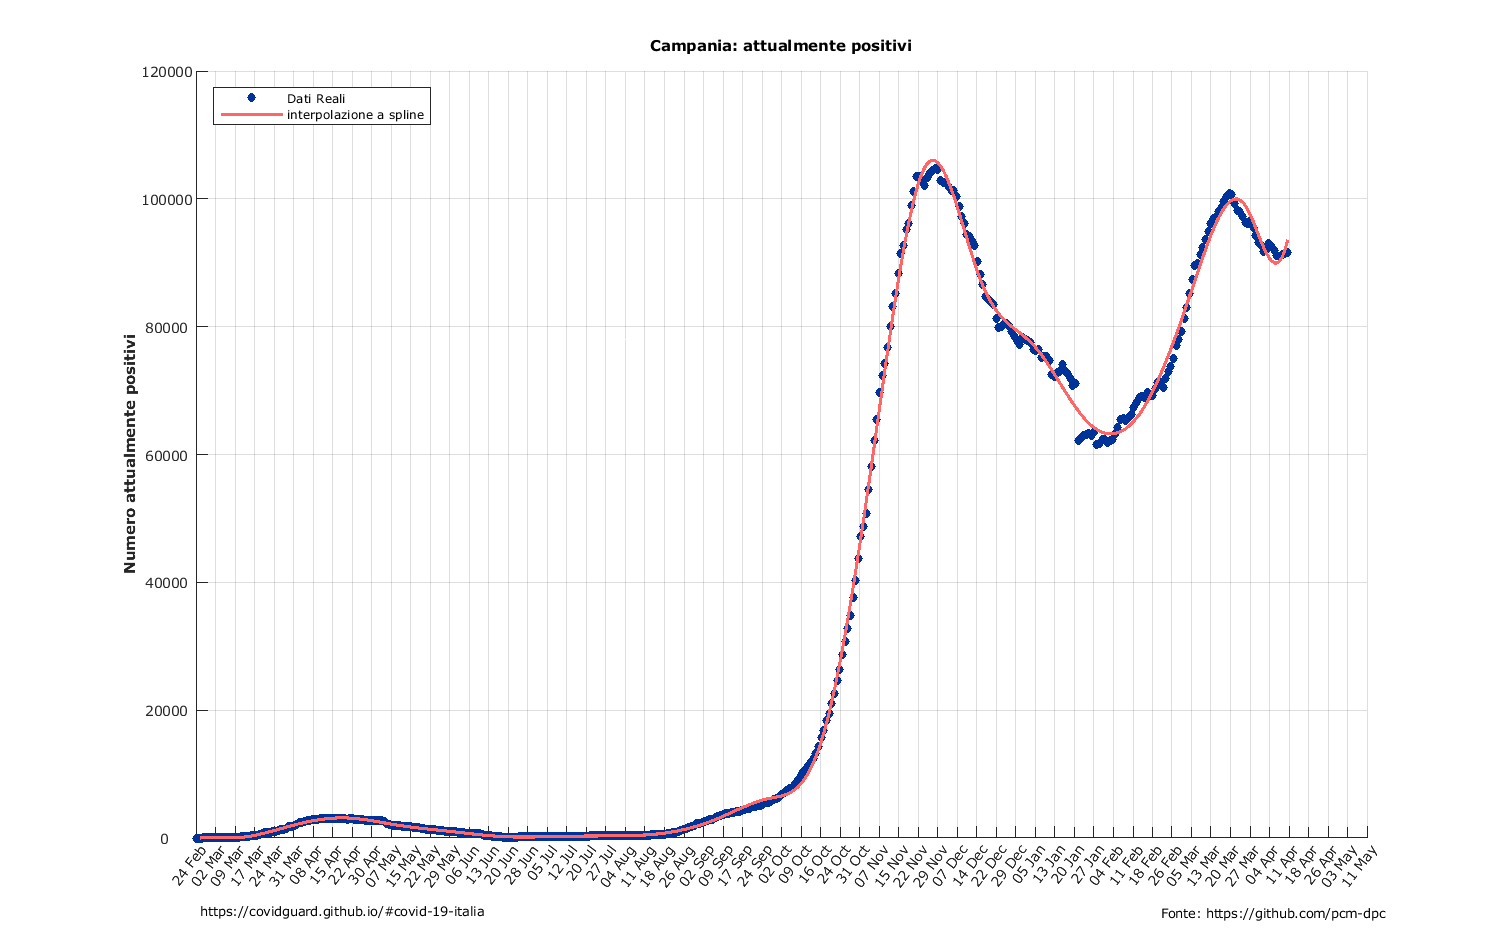 Campania: attualmente positivi
120000
100000
80000
60000
40000
20000
0
Numero attualmente positivi
Dati Reali
interpolazione a spline
24 Feb
02 Mar
09 Mar
17 Mar
24 Mar
31 Mar
08 Apr
15 Apr
22 Apr
30 Apr
07 May
15 May
22 May
29 May
06 Jun
13 Jun
20 Jun
28 Jun
05 Jul
12 Jul
20 Jul
27 Jul
04 Aug
11 Aug
18 Aug
26 Aug
02 Sep
09 Sep
17 Sep
24 Sep
02 Oct
09 Oct
16 Oct
24 Oct
31 Oct
07 Nov
15 Nov
22 Nov
29 Nov
07 Dec
14 Dec
22 Dec
29 Dec
05 Jan
13 Jan
20 Jan
27 Jan
04 Feb
11 Feb
18 Feb
26 Feb
05 Mar
13 Mar
20 Mar
27 Mar
04 Apr
11 Apr
18 Apr
26 Apr
03 May
11 May
https://covidguard.github.io/#covid-19-italia
Fonte: https://github.com/pcm-dpc